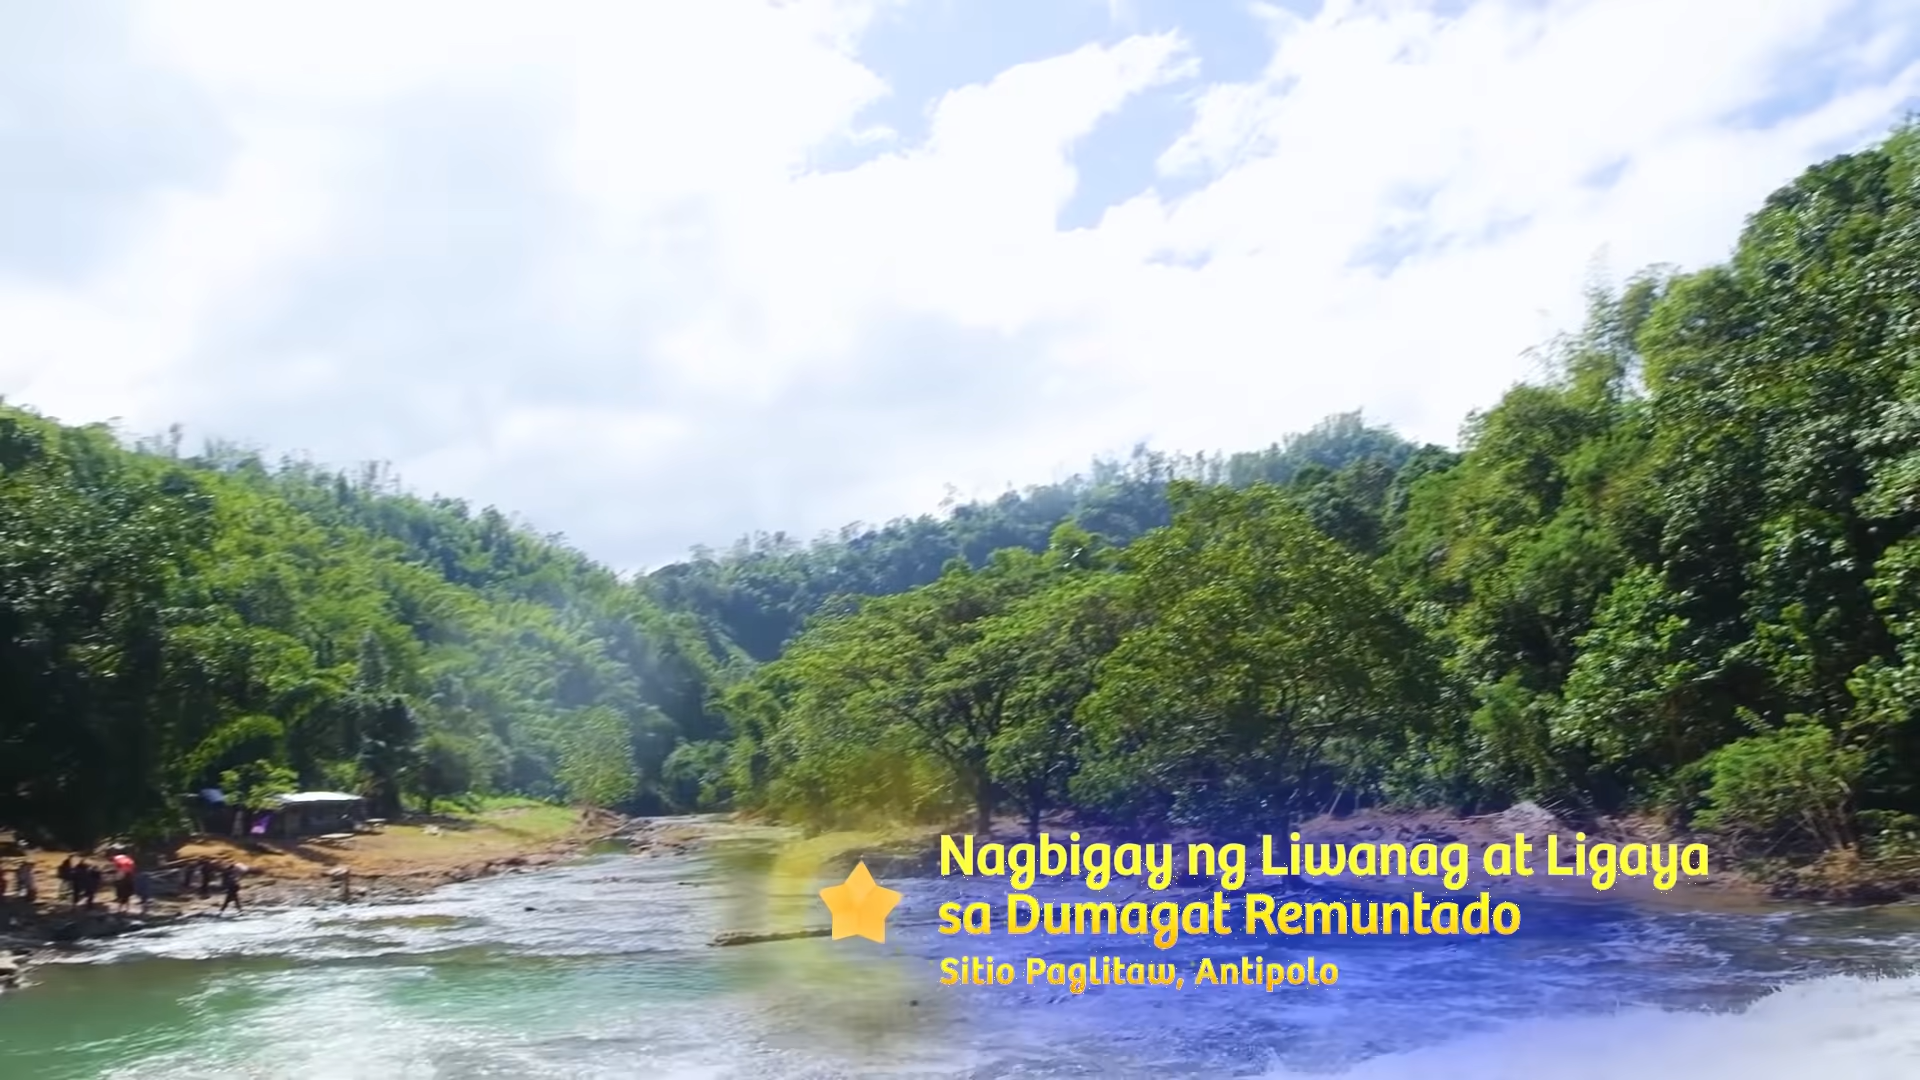 Nagbigay ng Liwanag at Ligaya
sa Dumagat Remuntado
Sitio Paglitaw, Antipolo